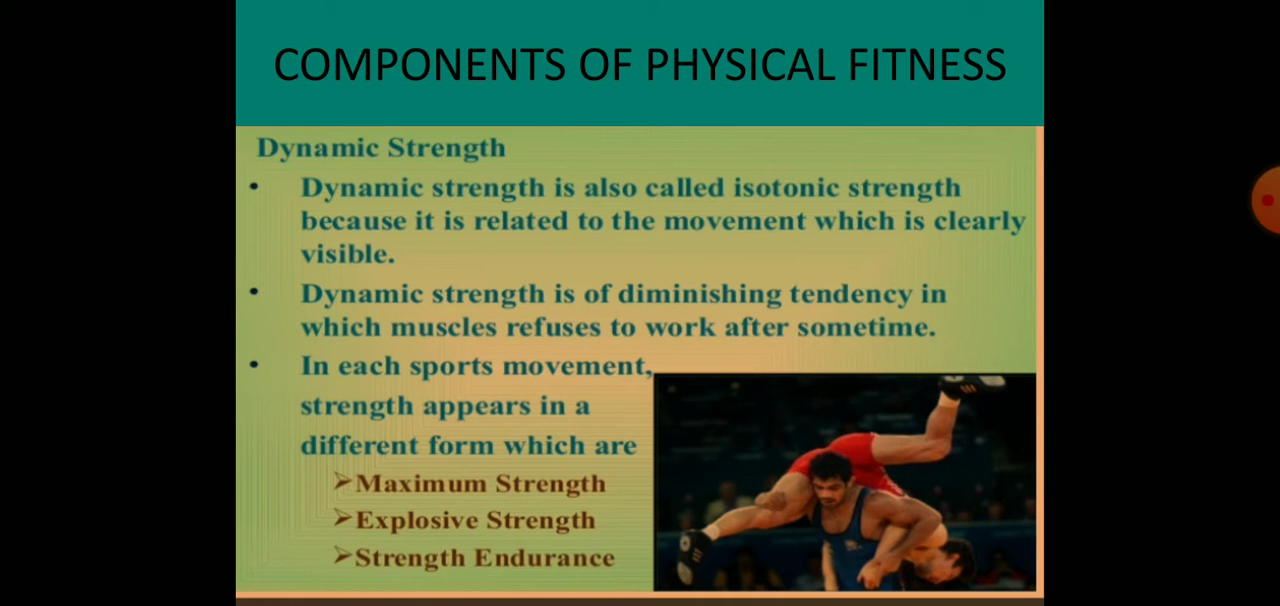 COMPONENTS OF PHYSICAL FITNESS
Dynamic Strength
• Dynamic strength is also called isotonic strength
because it is related to the movement which is clearly
visible.
• Dynamic strength is of diminishing tendency in
which muscles refuses to work after sometime.
• In each sports movement,
strength appears in a
different form which are
➢Maximum Strength
➢Explosive Strength
➢Strength Endurance